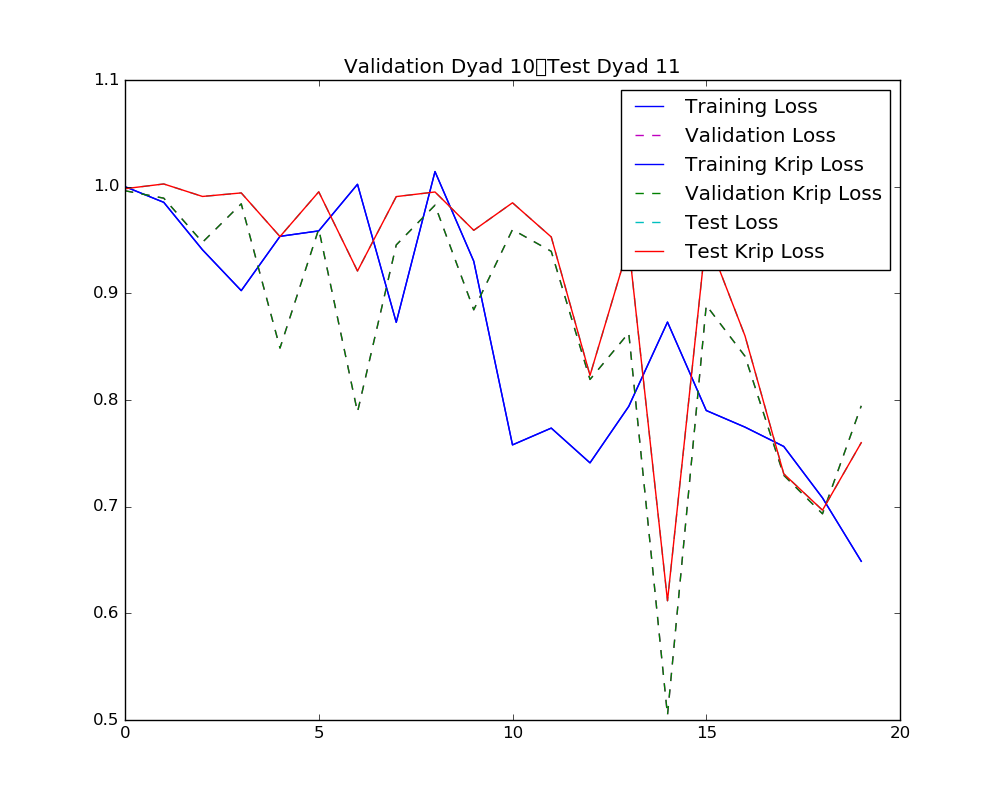 Validation Dyad 10▯Test Dyad 11
1.1
1.0
0.9
0.8
0.7
0.6
0.5
0
5
10
15
20
Training Loss
Validation Loss
Training Krip Loss
Validation Krip Loss
Test Loss
Test Krip Loss